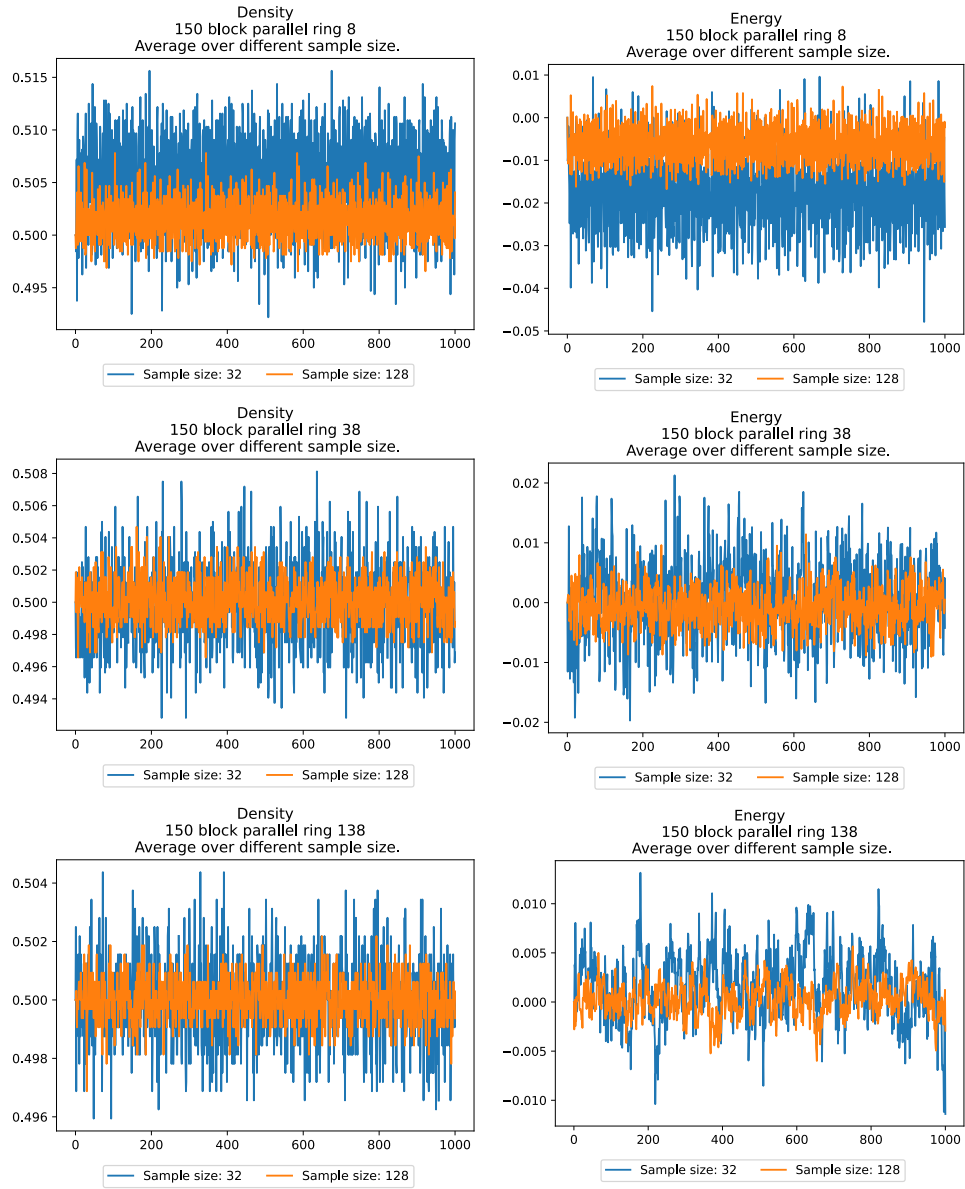 Density
150 block parallel ring 8
Average over different sample size.
0.515
0.510
0.505
0.500
0.495
0 200 400 600 800 1000
Sample size: 32 Sample size: 128
Energy
150 block parallel ring 8
Average over different sample size.
0.01
0.00
−0.01
−0.02
−0.03
−0.04
−0.05
0 200 400 600 800 1000
Sample size: 32 Sample size: 128
Density
150 block parallel ring 38
Average over different sample size.
0.508
0.506
0.504
0.502
0.500
0.498
0.496
0.494
0 200 400 600 800 1000
Sample size: 32 Sample size: 128
Energy
150 block parallel ring 38
Average over different sample size.
0.02
0.01
0.00
−0.01
−0.02
0 200 400 600 800 1000
Sample size: 32 Sample size: 128
Density
150 block parallel ring 138
Average over different sample size.
0.504
0.502
0.500
0.498
0.496
0 200 400 600 800 1000
Sample size: 32 Sample size: 128
Energy
150 block parallel ring 138
Average over different sample size.
0.010
0.005
0.000
−0.005
−0.010
0 200 400 600 800 1000
Sample size: 32 Sample size: 128